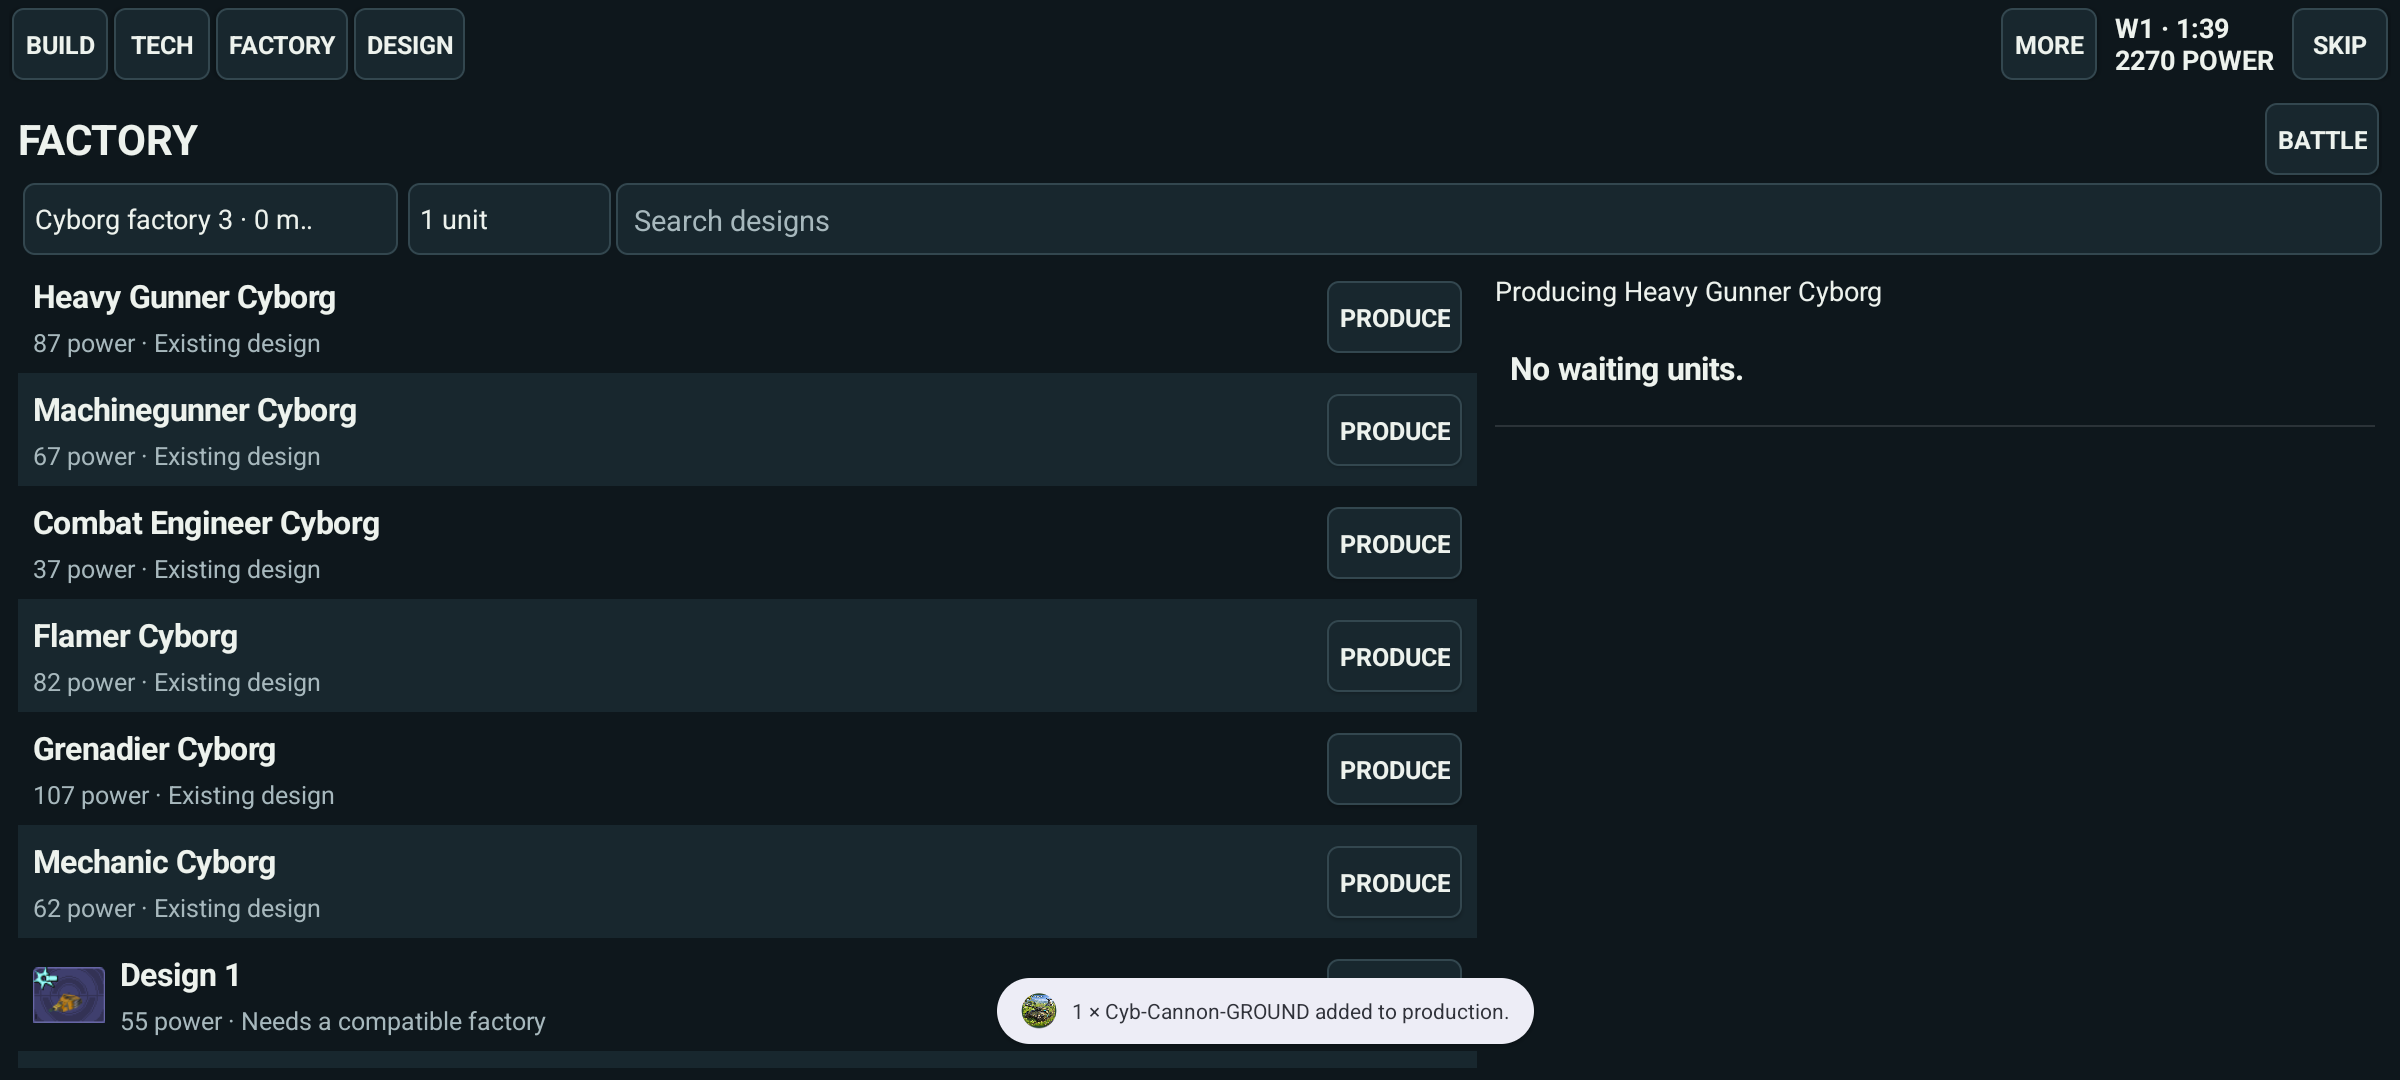 BUILD TECH FACTORY DESIGN MORE W1 · 1:39 SKIP
2270 POWER
FACTORY BATTLE
Cyborg factory 3 · 0 m.. 1 unit Search designs
Heavy Gunner Cyborg
87 power · Existing design
PRODUCE
Machinegunner Cyborg
67 power · Existing design
PRODUCE
Combat Engineer Cyborg
37 power · Existing design
PRODUCE
Flamer Cyborg
82 power · Existing design
PRODUCE
Grenadier Cyborg
107 power · Existing design
PRODUCE
Mechanic Cyborg
62 power · Existing design
PRODUCE
Design 1
55 power · Needs a compatible factory
Producing Heavy Gunner Cyborg
No waiting units.
1 × Cyb-Cannon-GROUND added to production.